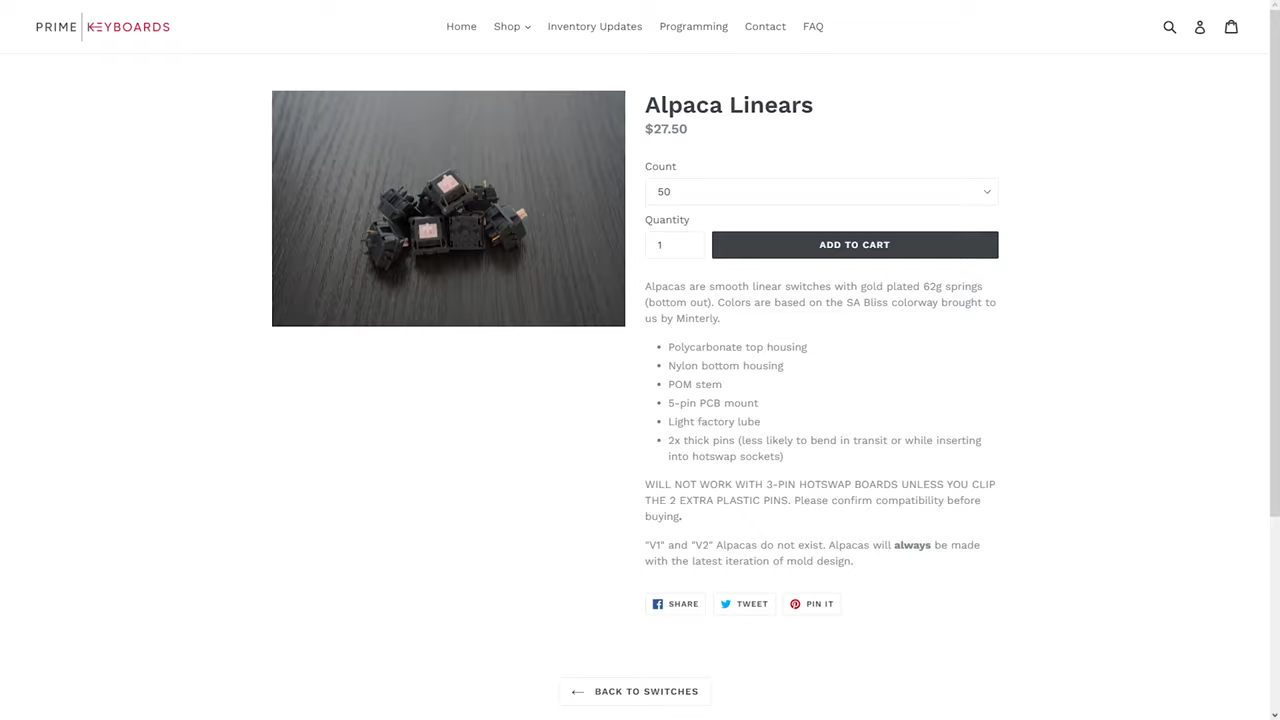 PRIME KEYBOARDS
Home Shop Inventory Updates Programming Contact FAQ
Alpaca Linears
$27.50
Count
50
Quantity
1 ADD TO CART
Alpacas are smooth linear switches with gold plated 62g springs
(bottom out). Colors are based on the SA Bliss colorway brought to
us by Minterly.
• Polycarbonate top housing
• Nylon bottom housing
• POM stem
• 5-pin PCB mount
• Light factory lube
• 2x thick pins (less likely to bend in transit or while inserting
into hotswap sockets)
WILL NOT WORK WITH 3-PIN HOTSWAP BOARDS UNLESS YOU CLIP
THE 2 EXTRA PLASTIC PINS. Please confirm compatibility before
buying.
"V1" and "V2" Alpacas do not exist. Alpacas will always be made
with the latest iteration of mold design.
SHARE TWEET PIN IT
BACK TO SWITCHES